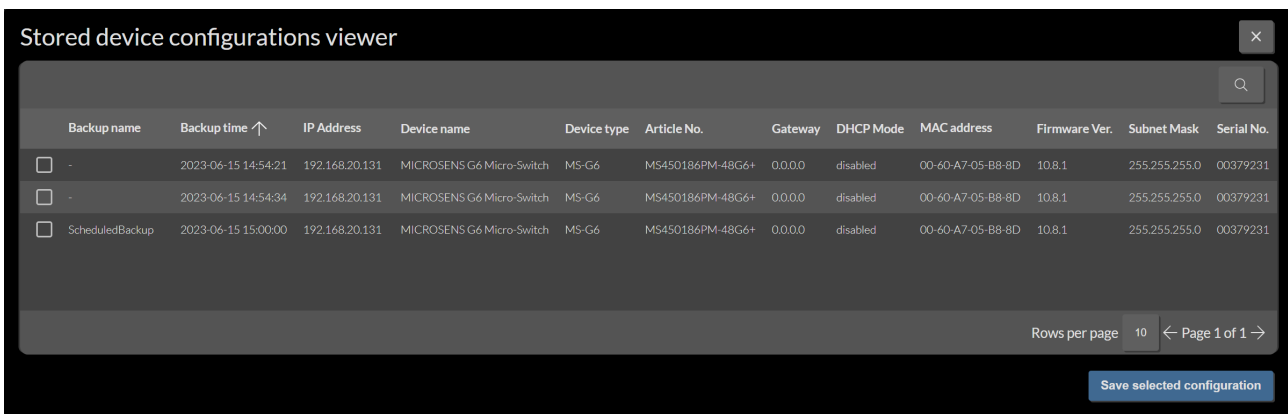 Stored device configurations viewer
Backup name Backup time IP Address Device name Device type Article No. Gateway DHCP Mode MAC address Firmware Ver. Subnet Mask Serial No.
- 2023-06-15 14:54:21 192.168.20.131 MICROSENS G6 Micro-Switch MS-G6 MS450186PM-48G6+ 0.0.0.0 disabled 00-60-A7-05-B8-8D 10.8.1 255.255.255.0 00379231
- 2023-06-15 14:54:34 192.168.20.131 MICROSENS G6 Micro-Switch MS-G6 MS450186PM-48G6+ 0.0.0.0 disabled 00-60-A7-05-B8-8D 10.8.1 255.255.255.0 00379231
ScheduledBackup 2023-06-15 15:00:00 192.168.20.131 MICROSENS G6 Micro-Switch MS-G6 MS450186PM-48G6+ 0.0.0.0 disabled 00-60-A7-05-B8-8D 10.8.1 255.255.255.0 00379231
Rows per page 10 Page 1 of 1
Save selected configuration